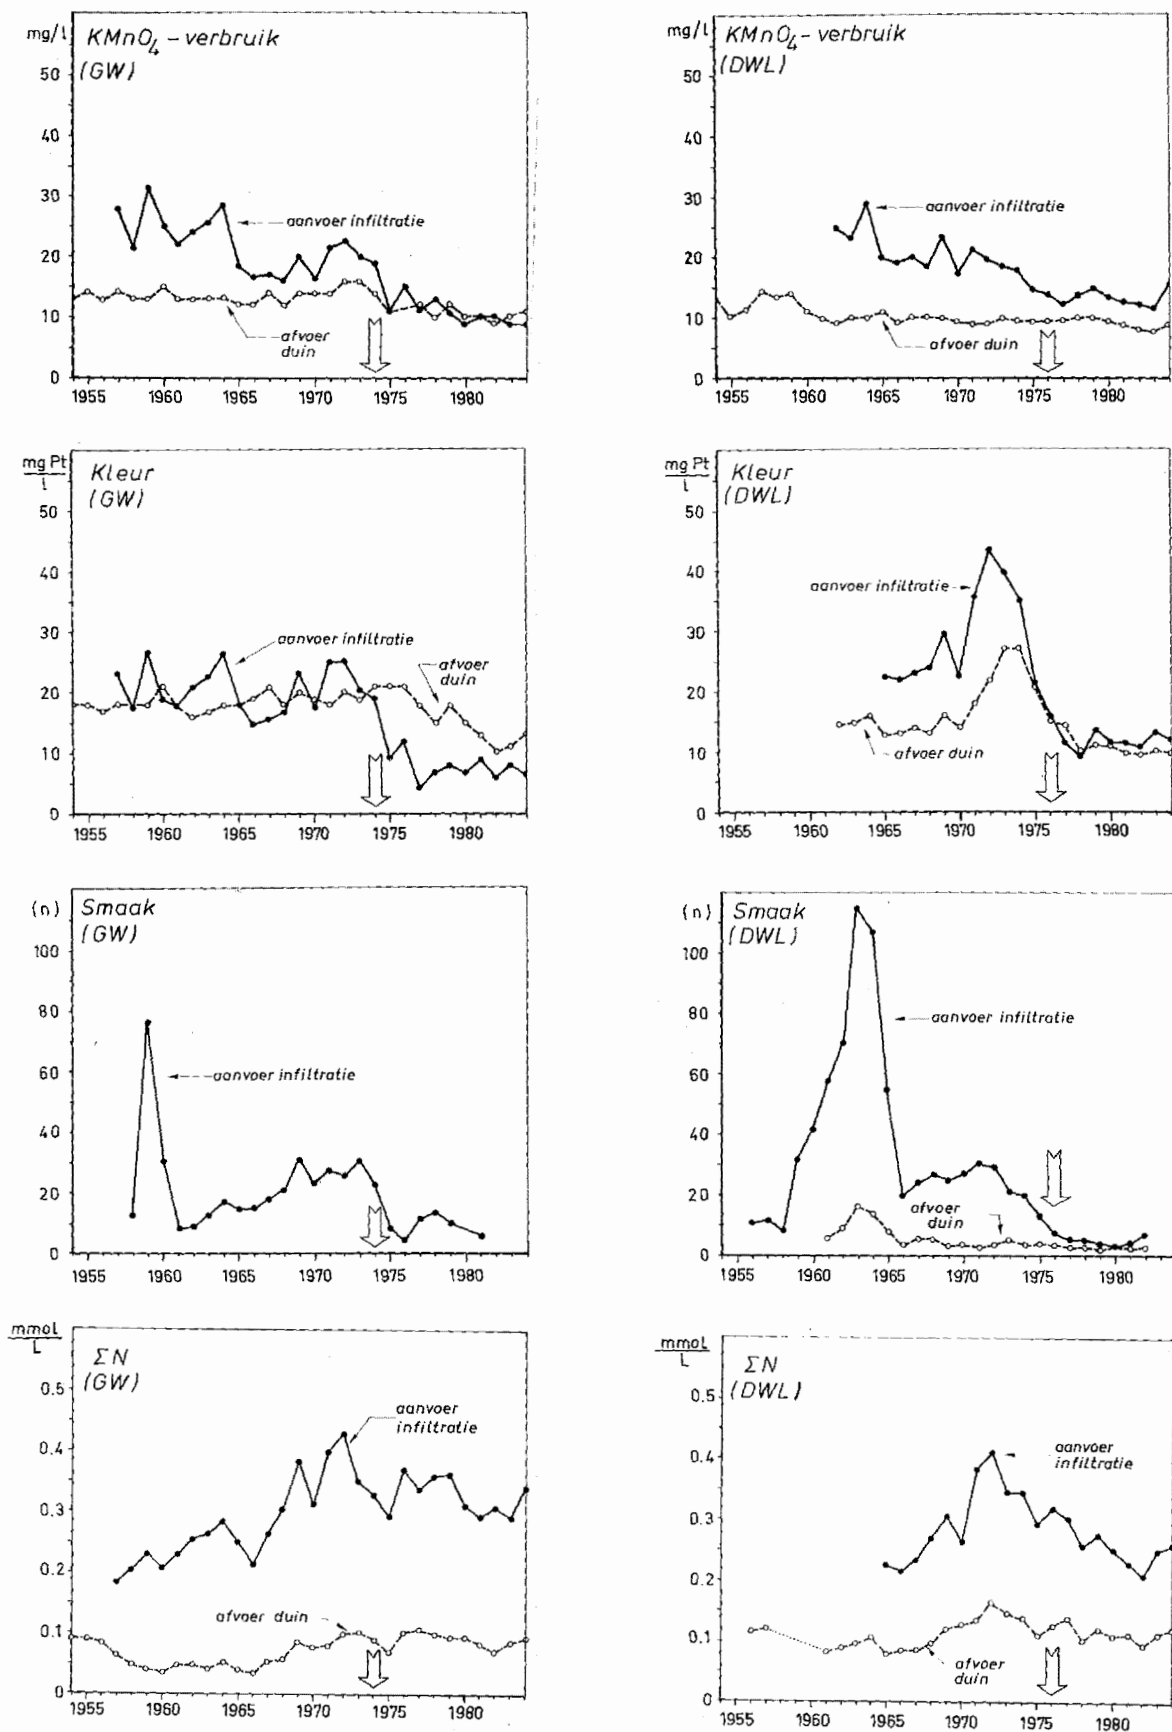 mg/l
KMnO4-verbruik
(GW)
50
40
30
20
10
0
aanvoer infiltratie
afvoer
duin
1955 1960 1965 1970 1975 1980
mg/l
KMnO4-verbruik
(DWL)
50
40
30
20
10
0
aanvoer infiltratie
afvoer duin
1955 1960 1965 1970 1975 1980
mg Pt
l
Kleur
(GW)
50
40
30
20
10
0
aanvoer infiltratie
afvoer
duin
1955 1960 1965 1970 1975 1980
mg Pt
l
Kleur
(DWL)
50
40
30
20
10
0
aanvoer infiltratie
afvoer duin
1955 1960 1965 1970 1975 1980
(n)
Smaak
(GW)
100
80
60
40
20
0
aanvoer infiltratie
1955 1960 1965 1970 1975 1980
(n)
Smaak
(DWL)
100
80
60
40
20
0
aanvoer infiltratie
afvoer
duin
1955 1960 1965 1970 1975 1980
mmol
L
ΣN
(GW)
0.5
0.4
0.3
0.2
0.1
0
aanvoer
infiltratie
afvoer duin
1955 1960 1965 1970 1975 1980
mmol
L
ΣN
(DWL)
0.5
0.4
0.3
0.2
0.1
0
aanvoer
infiltratie
afvoer
duin
1955 1960 1965 1970 1975 1980